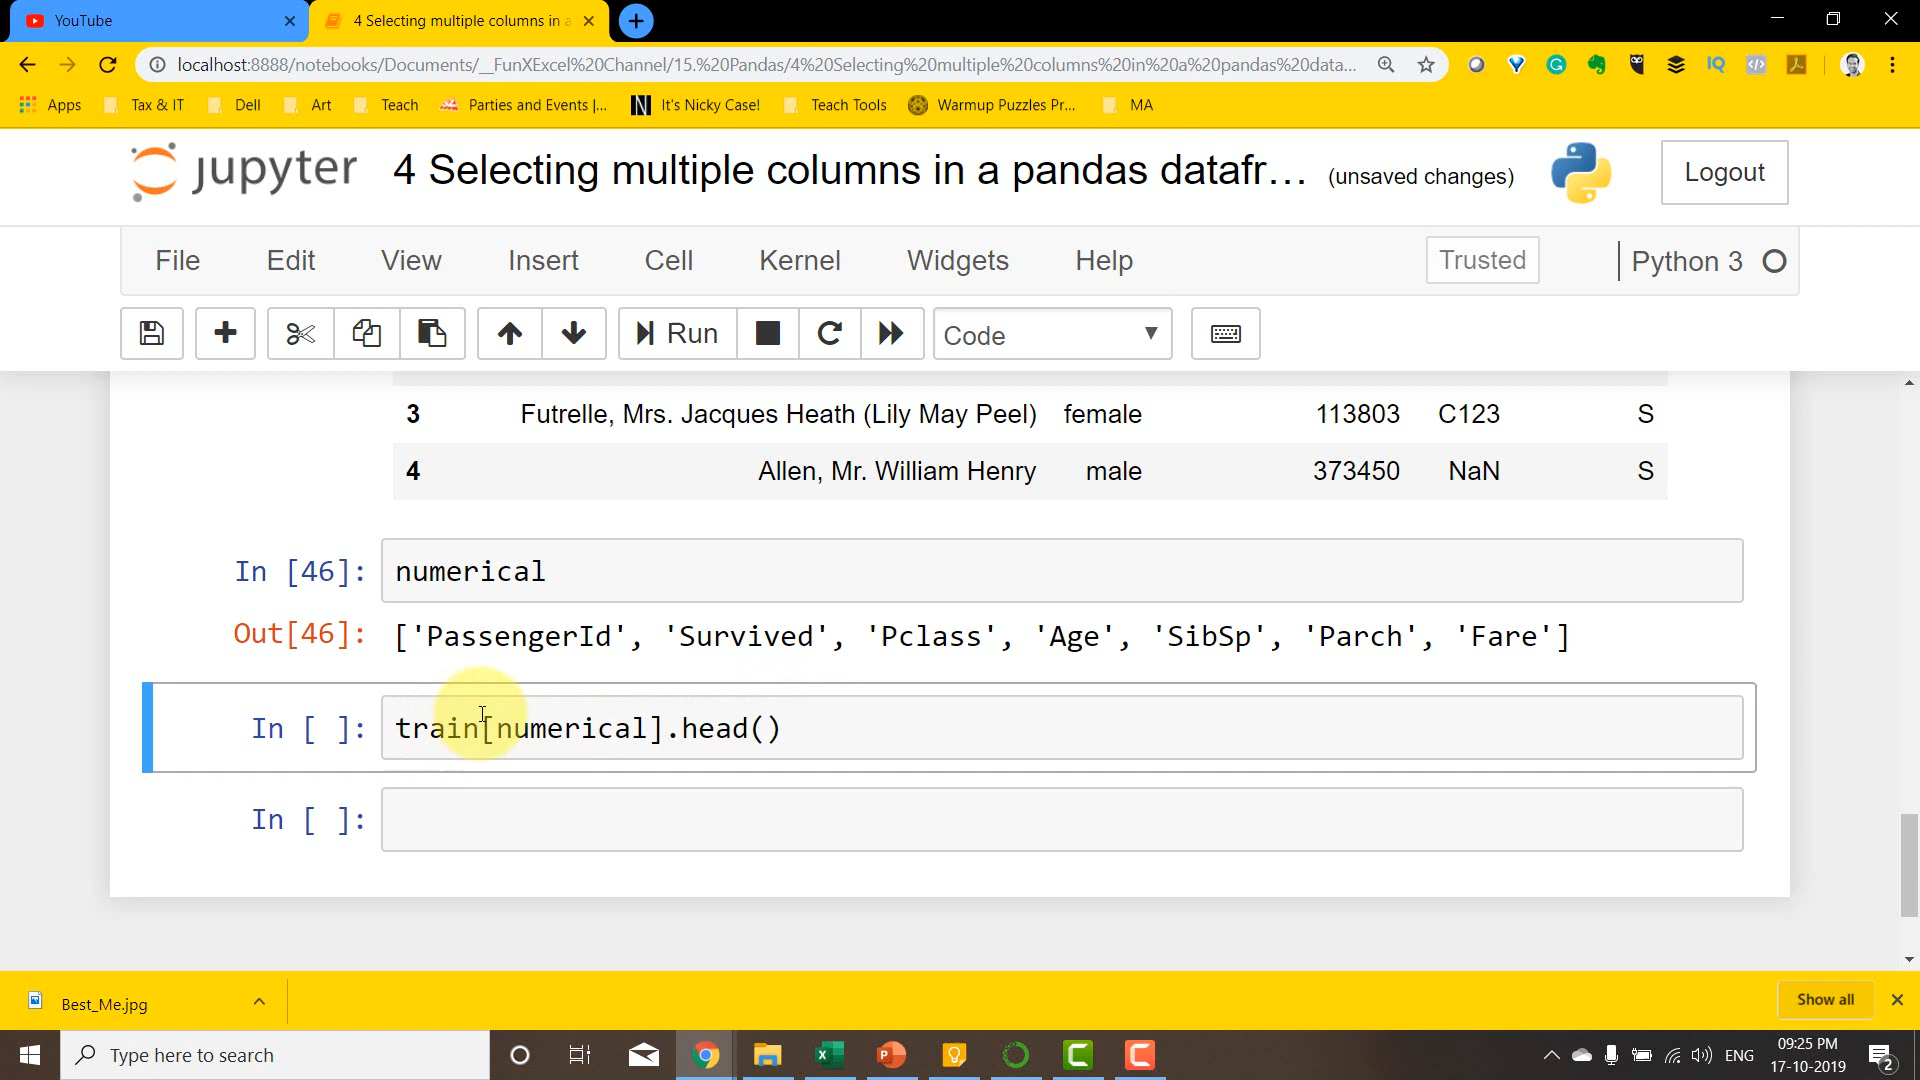 YouTube
4 Selecting multiple columns in a
localhost:8888/notebooks/Documents/__FunXExcel%20Channel/15.%20Pandas/4%20Selecting%20multiple%20columns%20in%20a%20pandas%20data...
Apps Tax & IT Dell Art Teach Parties and Events |... It's Nicky Case! Teach Tools Warmup Puzzles Pr... MA
jupyter 4 Selecting multiple columns in a pandas datafr... (unsaved changes) Logout
File Edit View Insert Cell Kernel Widgets Help Trusted Python 3
Run Code
3 Futrelle, Mrs. Jacques Heath (Lily May Peel) female 113803 C123 S
4 Allen, Mr. William Henry male 373450 NaN S
In [46]: numerical
Out[46]: ['PassengerId', 'Survived', 'Pclass', 'Age', 'SibSp', 'Parch', 'Fare']
In [ ]: train[numerical].head()
In [ ]:
Best_Me.jpg Show all
Type here to search
ENG
09:25 PM
17-10-2019
2